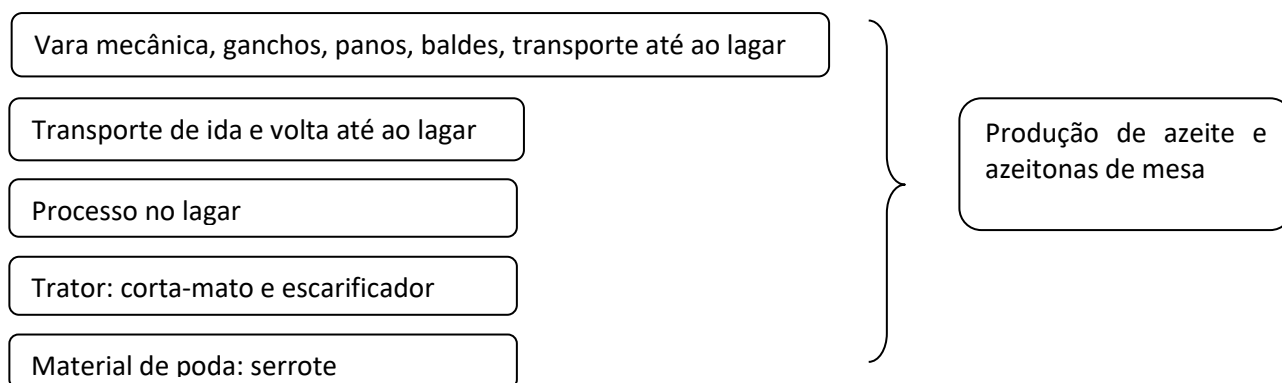 Vara mecânica, ganchos, panos, baldes, transporte até ao lagar
Transporte de ida e volta até ao lagar
Processo no lagar
Trator: corta-mato e escarificador
Material de poda: serrote
Produção de azeite e
azeitonas de mesa